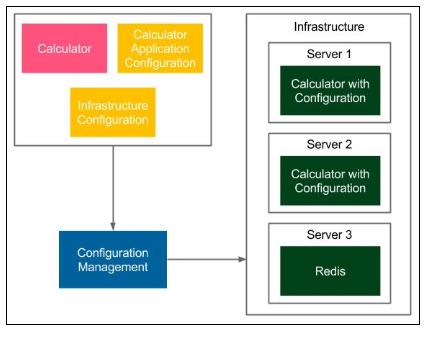 Calculator
Calculator
Application
Configuration
Infrastructure
Configuration
Configuration
Management
Infrastructure
Server 1
Calculator with
Configuration
Server 2
Calculator with
Configuration
Server 3
Redis